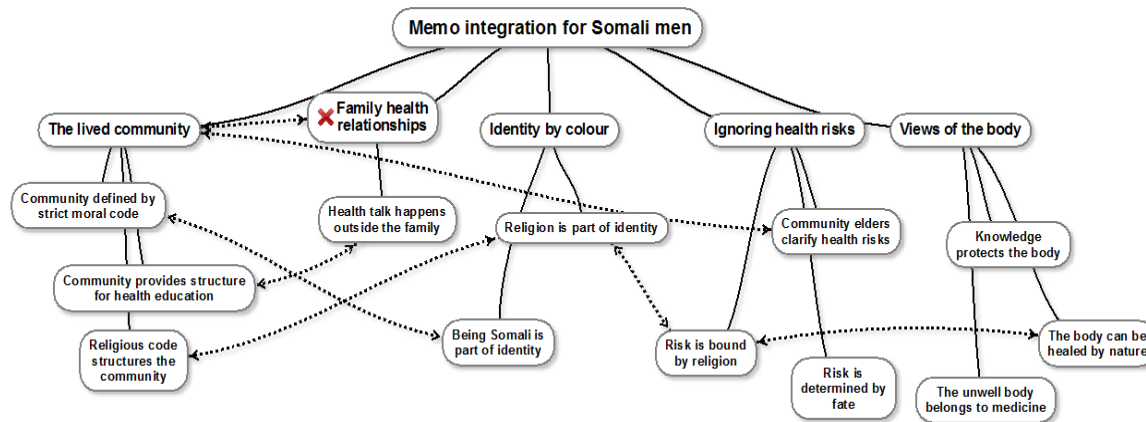 Memo integration for Somali men
Family health
relationships
The lived community
Identity by colour
Ignoring health risks
Views of the body
Community defined by
strict moral code
Health talk happens
outside the family
Religion is part of identity
Community elders
clarify health risks
Knowledge
protects the body
Community provides structure
for health education
Religious code
structures the
community
Being Somali is
part of identity
Risk is bound
by religion
The body can be
healed by nature
Risk is
determined by
fate
The unwell body
belongs to medicine